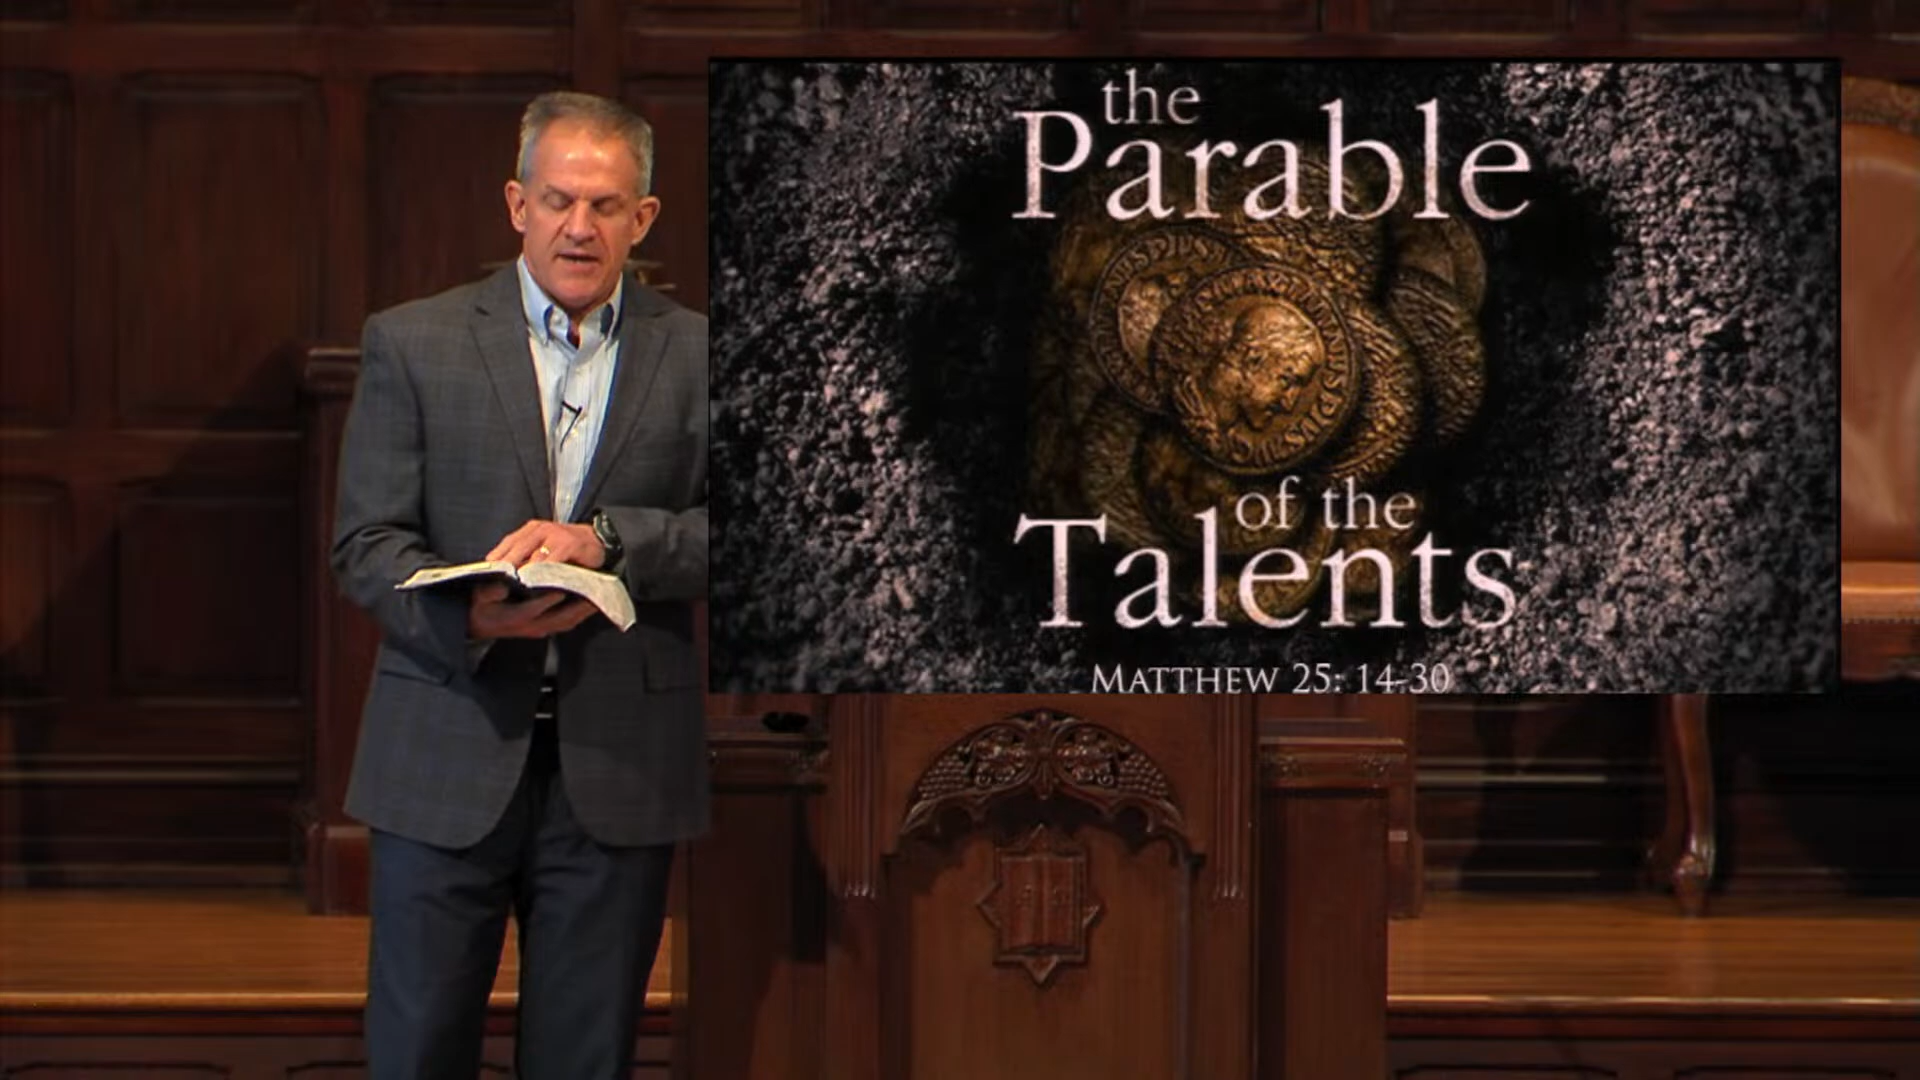 the
Parable
of the
Talents
MATTHEW 25: 14-30